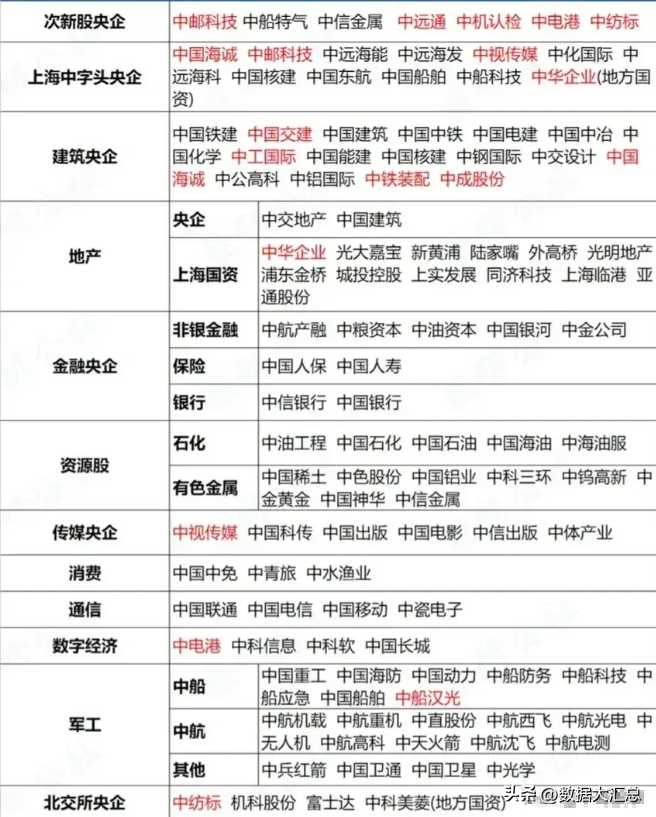 次新股央企 中邮科技 中船特气 中信金属 中远通 中机认检 中电港 中纺标
上海中字头央企 中国海诚 中邮科技 中远海能 中远海发 中视传媒 中化国际 中
远海科 中国核建 中国东航 中国船舶 中船科技 中华企业(地方国
资)
建筑央企 中国铁建 中国交建 中国建筑 中国中铁 中国电建 中国中冶 中
国化学 中工国际 中国能建 中国核建 中钢国际 中交设计 中国
海诚 中公高科 中铝国际 中铁装配 中成股份
地产 央企 中交地产 中国建筑
上海国资 中华企业 光大嘉宝 新黄浦 陆家嘴 外高桥 光明地产
浦东金桥 城投控股 上实发展 同济科技 上海临港 亚
通股份
金融央企 非银金融 中航产融 中粮资本 中油资本 中国银河 中金公司
保险 中国人保 中国人寿
银行 中信银行 中国银行
资源股 石化 中油工程 中国石化 中国石油 中国海油 中海油服
有色金属 中国稀土 中色股份 中国铝业 中科三环 中钨高新 中
金黄金 中国神华 中信金属
传媒央企 中视传媒 中国科传 中国出版 中国电影 中信出版 中体产业
消费 中国中免 中青旅 中水渔业
通信 中国联通 中国电信 中国移动 中瓷电子
数字经济 中电港 中科信息 中科软 中国长城
军工 中船 中国重工 中国海防 中国动力 中船防务 中船科技 中
船应急 中国船舶 中船汉光
中航 中航机载 中航重机 中直股份 中航西飞 中航光电 中
无人机 中航高科 中天火箭 中航沈飞 中航电测
其他 中兵红箭 中国卫通 中国卫星 中光学
北交所央企 中纺标 机科股份 富士达 中科美菱(地方国资)
头条 @数据大汇总